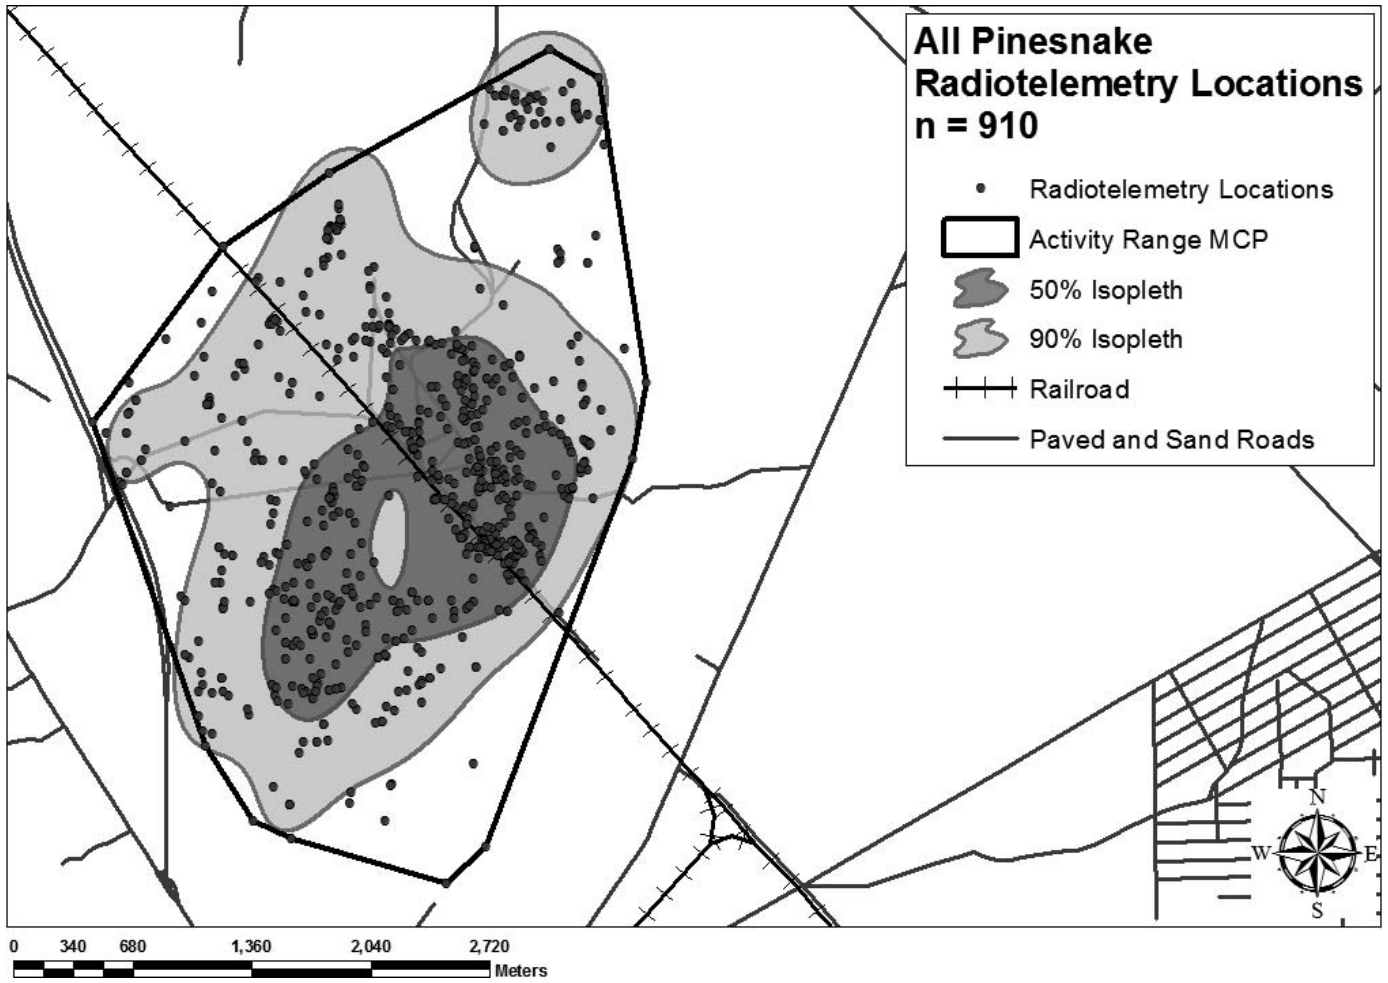 All Pinesnake
Radiotelemetry Locations
n = 910
Radiotelemetry Locations
Activity Range MCP
50% Isopleth
90% Isopleth
Railroad
Paved and Sand Roads
N
W E
S
0 340 680 1,360 2,040 2,720
Meters